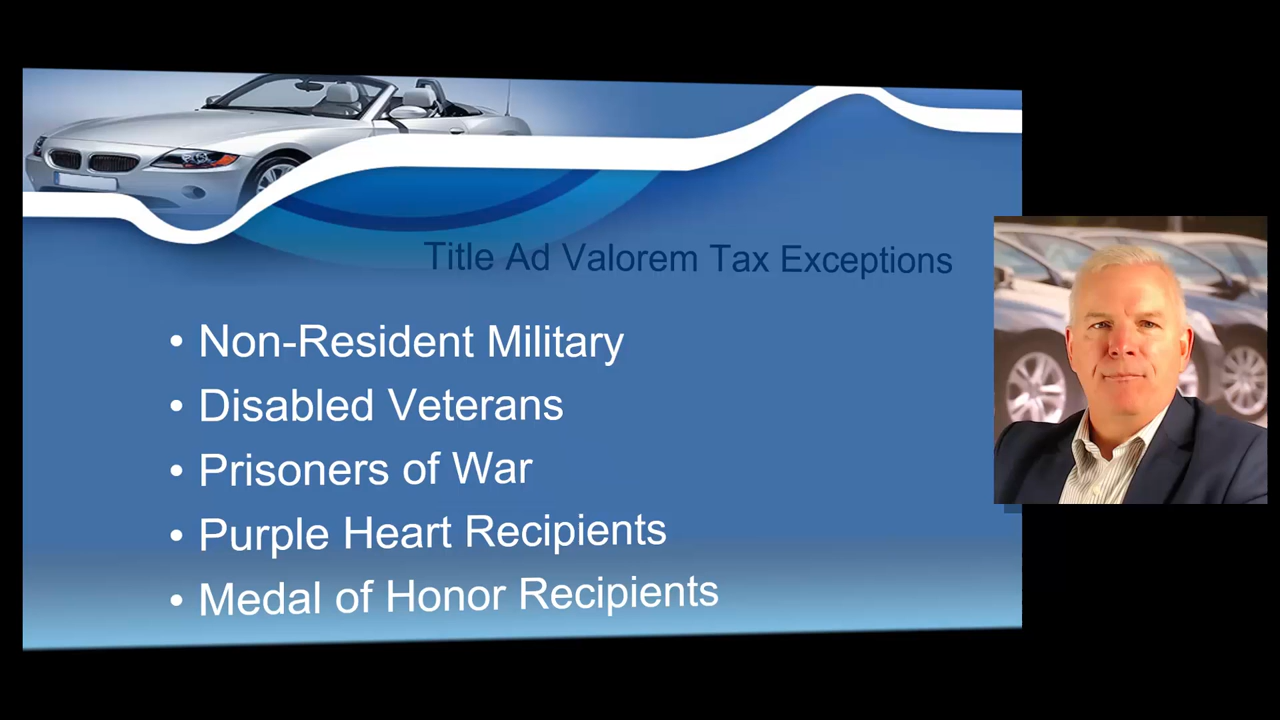 Title Ad Valorem Tax Exceptions
• Non-Resident Military
• Disabled Veterans
• Prisoners of War
• Purple Heart Recipients
• Medal of Honor Recipients